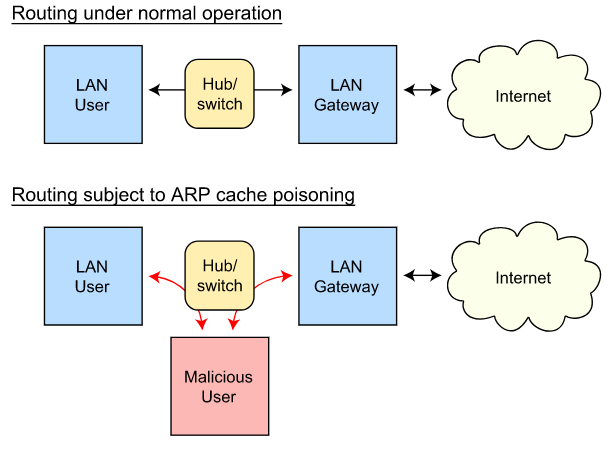 Routing under normal operation
LAN
User
Hub/
switch
LAN
Gateway
Internet
Routing subject to ARP cache poisoning
LAN
User
Hub/
switch
LAN
Gateway
Internet
Malicious
User